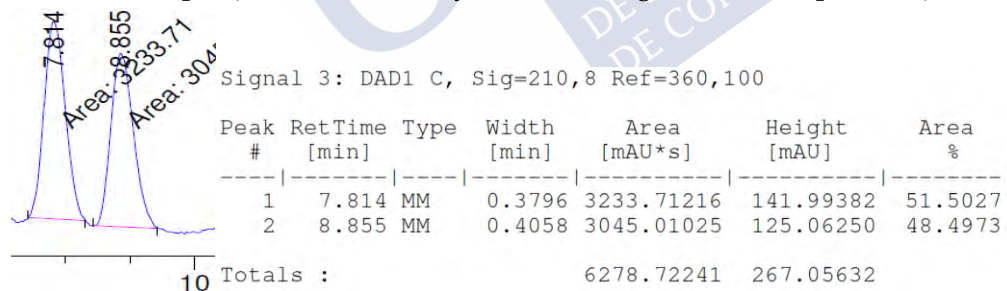 7.814
Area: 3233.71
8.855
Area: 304
10
Signal 3: DAD1 C, Sig=210,8 Ref=360,100
Peak RetTime Type Width Area Height Area
# [min] [min] [mAU*s] [mAU] %
----|-------|----|-------|----------|----------|--------
1 7.814 MM 0.3796 3233.71216 141.99382 51.5027
2 8.855 MM 0.4058 3045.01025 125.06250 48.4973
Totals : 6278.72241 267.05632